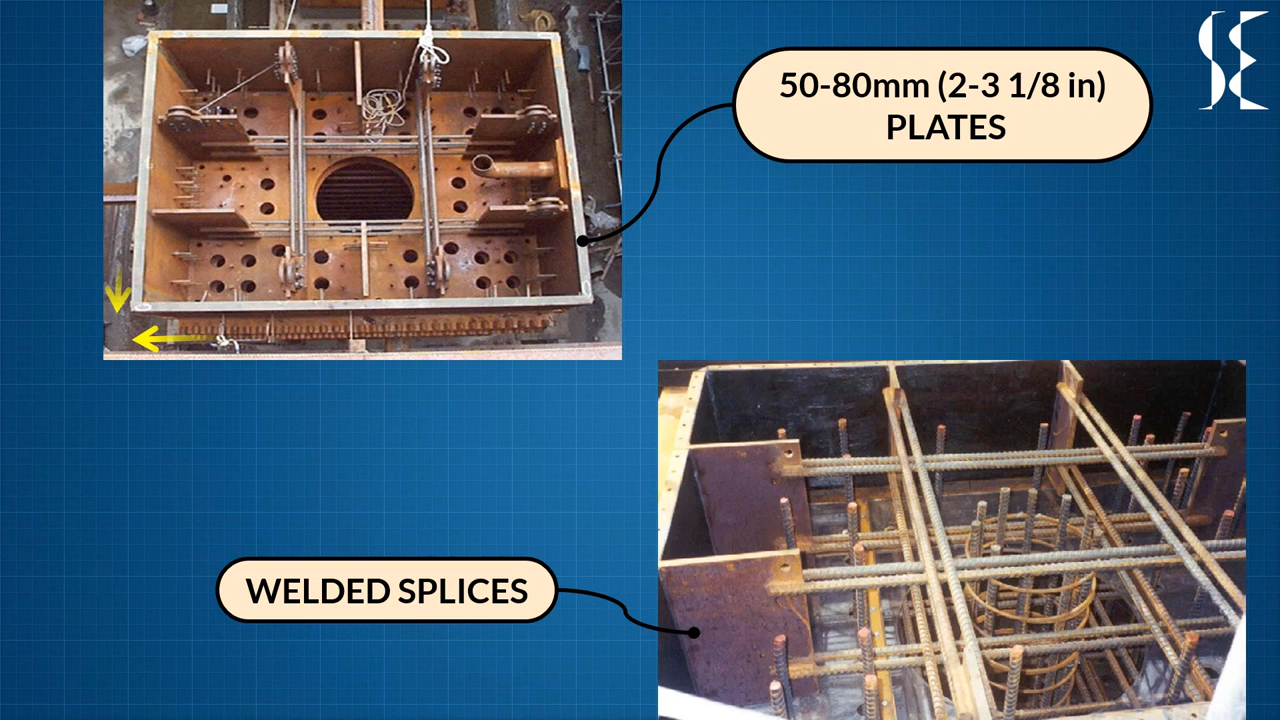 50-80mm (2-3 1/8 in)
PLATES
WELDED SPLICES